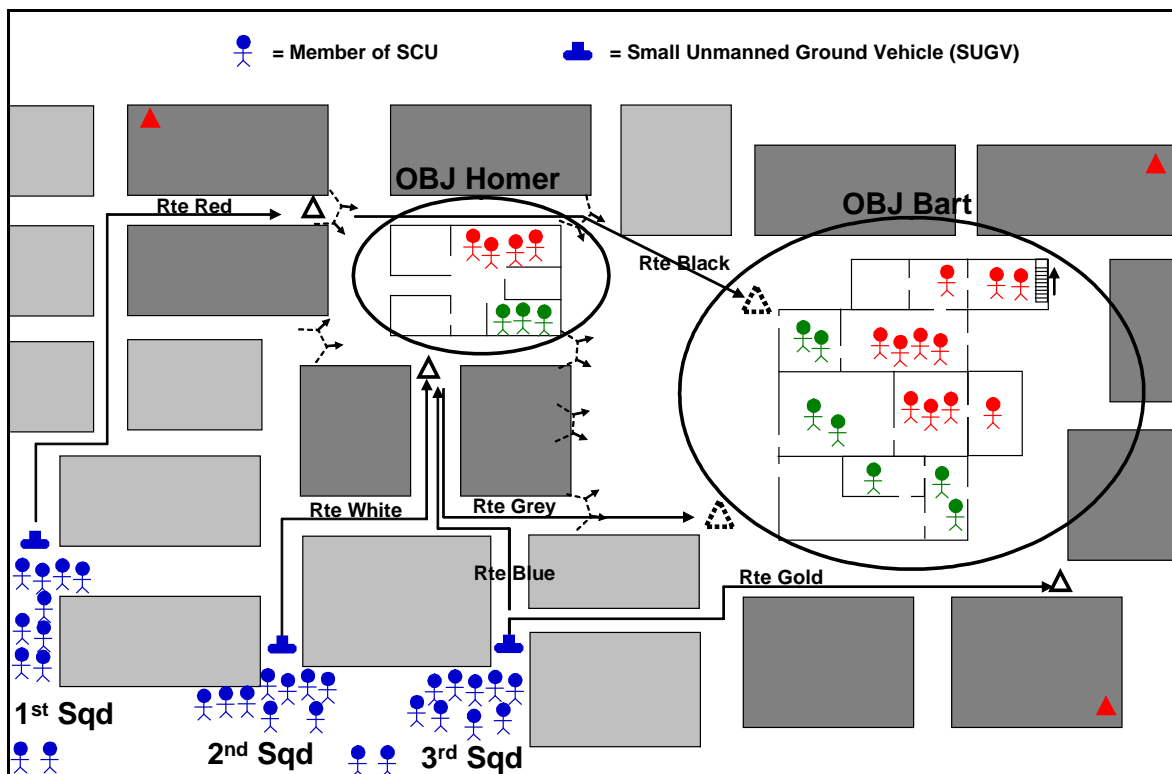 = Member of SCU
= Small Unmanned Ground Vehicle (SUGV)
OBJ Homer
Rte Red
OBJ Bart
Rte Black
Rte White
Rte Grey
Rte Blue
Rte Gold
1st Sqd
2nd Sqd
3rd Sqd